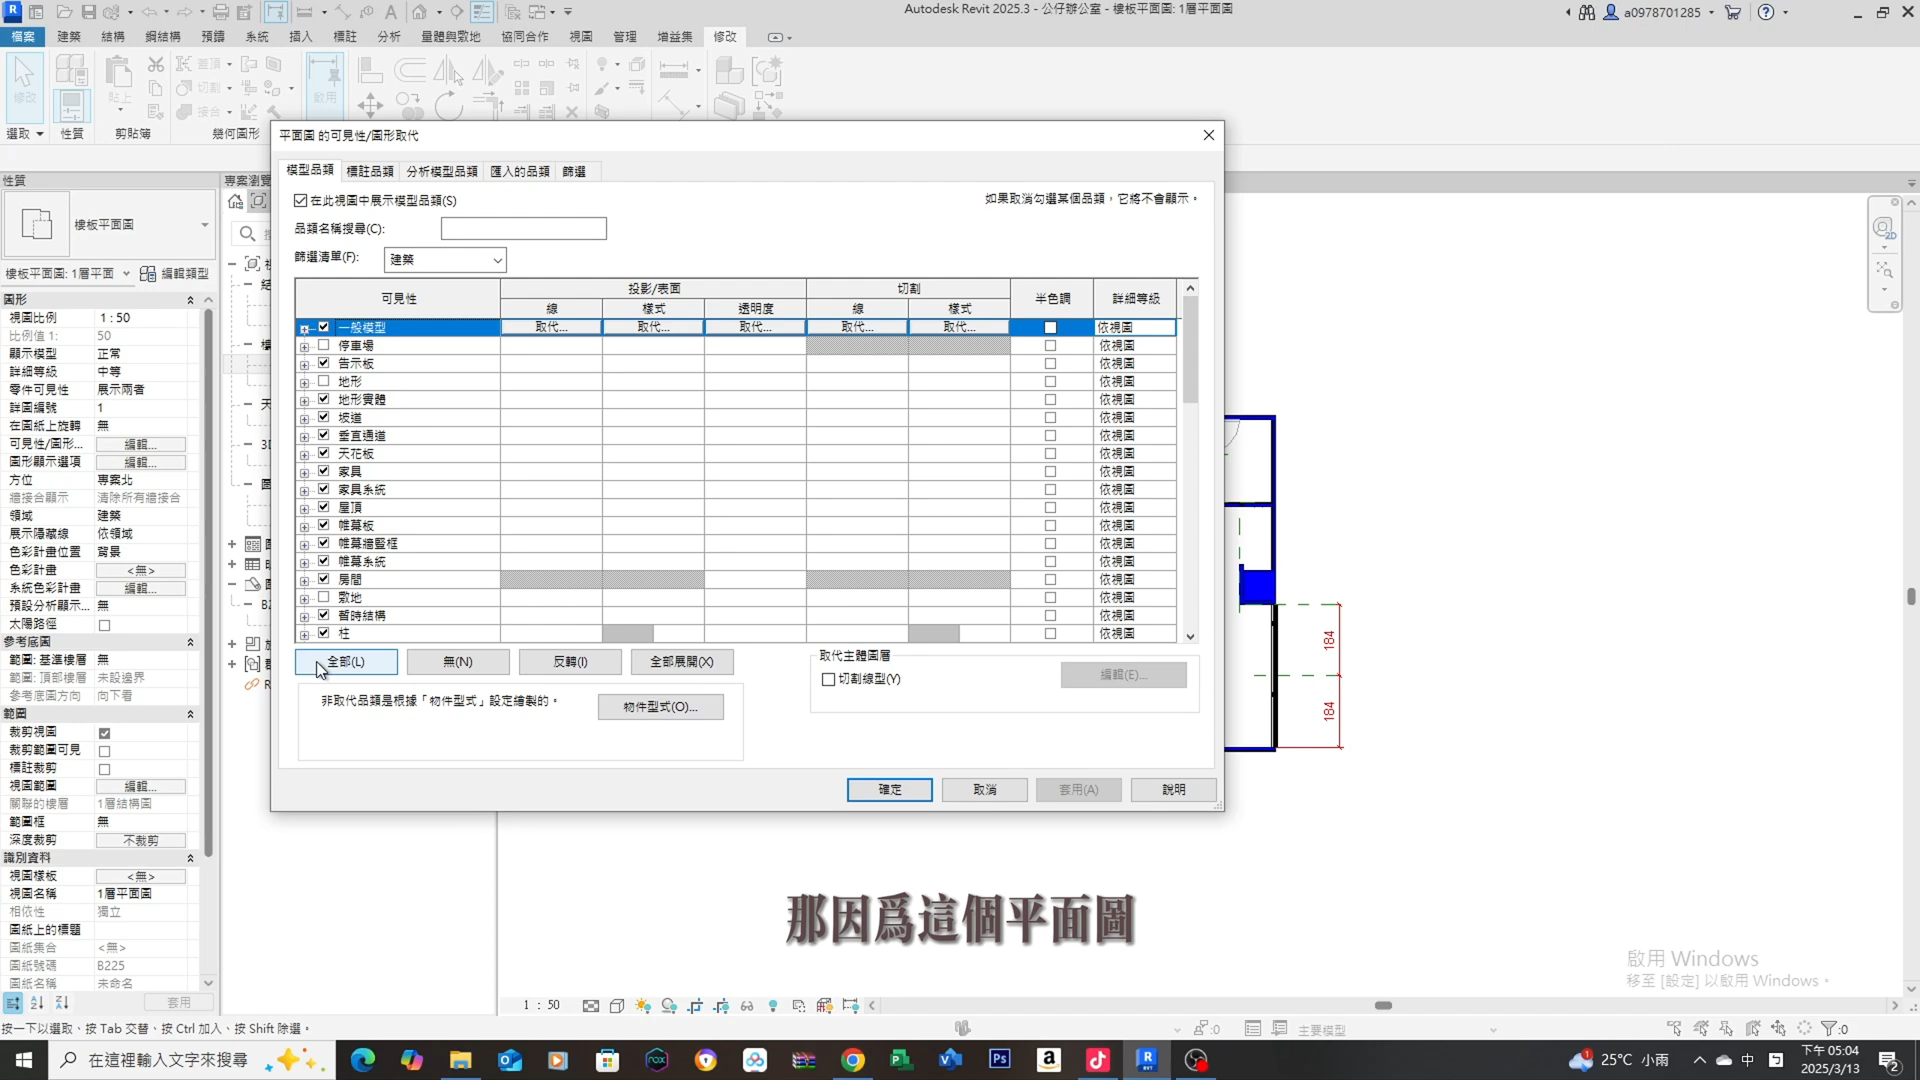 Autodesk Revit 2025.3 - 公仔辦公室 - 樓板平面圖: 1層平面圖
a0978701285
檔案 建築 結構 鋼結構 預鑄 系統 插入 標註 分析 量體與敷地 協同合作 視圖 管理 增益集 修改
修改 貼上 蓋頂 切割 接合 啟用
選取 性質 剪貼簿 幾何圖形
平面圖 的可見性/圖形取代
模型品類 標註品類 分析模型品類 匯入的品類 篩選
在此視圖中展示模型品類(S)
如果取消勾選某個品類，它將不會顯示。
品類名稱搜尋(C):
篩選清單(F): 建築
可見性 投影/表面 切割 半色調 詳細等級
線 樣式 透明度 線 樣式
一般模型 取代... 取代... 取代... 取代... 取代... 依視圖
停車場 依視圖
告示板 依視圖
地形 依視圖
地形實體 依視圖
坡道 依視圖
垂直通道 依視圖
天花板 依視圖
家具 依視圖
家具系統 依視圖
屋頂 依視圖
帷幕板 依視圖
帷幕牆豎框 依視圖
帷幕系統 依視圖
房間 依視圖
敷地 依視圖
暫時結構 依視圖
柱 依視圖
全部(L) 無(N) 反轉(I) 全部展開(X)
取代主體圖層
切割線型(Y) 編輯(E)...
非取代品類是根據「物件型式」設定繪製的。 物件型式(O)...
確定 取消 套用(A) 說明
性質
專案瀏覽
樓板平面圖
樓板平面圖: 1層平面 編輯類型
圖形
視圖比例 1 : 50
比例值 1: 50
顯示模型 正常
詳細等級 中等
零件可見性 展示兩者
詳圖編號 1
在圖紙上旋轉 無
可見性/圖形... 編輯...
圖形顯示選項 編輯...
方位 專案北
牆接合顯示 清除所有牆接合
領域 建築
展示隱藏線 依領域
色彩計畫位置 背景
色彩計畫 <無>
系統色彩計畫 編輯...
預設分析顯示... 無
太陽路徑
參考底圖
範圍: 基準樓層 無
範圍: 頂部樓層 未設邊界
參考底圖方向 向下看
範圍
裁剪視圖
裁剪範圍可見
標註裁剪
視圖範圍 編輯...
關聯的樓層 1層結構圖
範圍框 無
深度裁剪 不裁剪
識別資料
視圖樣板 <無>
視圖名稱 1層平面圖
相依性 獨立
圖紙上的標題
圖紙集合 <無>
圖紙號碼 B225
圖紙名稱 未命名
套用
184
184
那因爲這個平面圖
啟用 Windows
移至 [設定] 以啟用 Windows。
1 : 50
按一下以選取、按 Tab 交替、按 Ctrl 加入、按 Shift 除選。
:0
主要模型
:0
在這裡輸入文字來搜尋
25°C 小雨
中
下午 05:04
2025/3/13
2